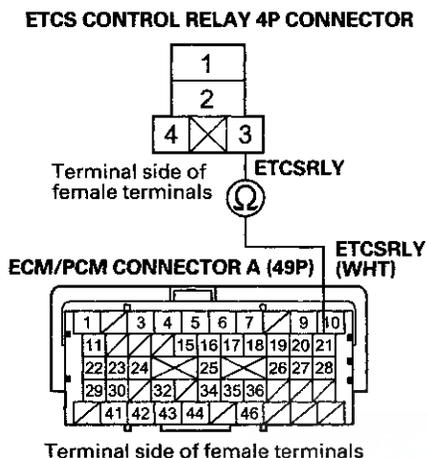 ETCS CONTROL RELAY 4P CONNECTOR
1
2
4 3
Terminal side of
female terminals
ETCSRLY
Ω
ETCSRLY
(WHT)
ECM/PCM CONNECTOR A (49P)
1 3 4 5 6 7 9 10
11 15 16 17 18 19 20 21
22 23 24 25 26 27 28
29 30 32 34 35 36
41 42 43 44 46
Terminal side of female terminals